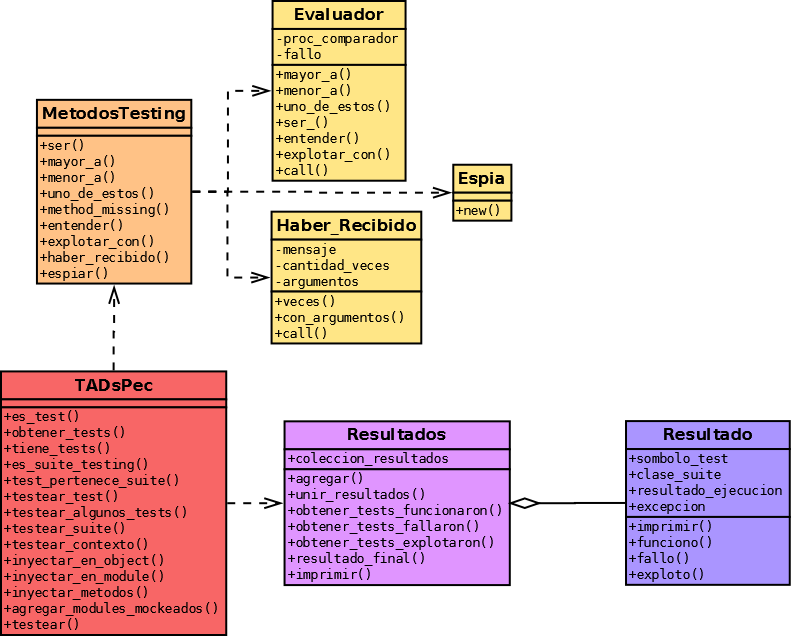 Evaluador
-proc_comparador
-fallo
+mayor_a()
+menor_a()
+uno_de_estos()
+ser_()
+entender()
+explotar_con()
+call()
MetodosTesting
+ser()
+mayor_a()
+menor_a()
+uno_de_estos()
+method_missing()
+entender()
+explotar_con()
+haber_recibido()
+espiar()
Espia
+new()
Haber_Recibido
-mensaje
-cantidad_veces
-argumentos
+veces()
+con_argumentos()
+call()
TADsPec
+es_test()
+obtener_tests()
+tiene_tests()
+es_suite_testing()
+test_pertenece_suite()
+testear_test()
+testear_algunos_tests()
+testear_suite()
+testear_contexto()
+inyectar_en_object()
+inyectar_en_module()
+inyectar_metodos()
+agregar_modules_mockeados()
+testear()
Resultados
+coleccion_resultados
+agregar()
+unir_resultados()
+obtener_tests_funcionaron()
+obtener_tests_fallaron()
+obtener_tests_explotaron()
+resultado_final()
+imprimir()
Resultado
+sombolo_test
+clase_suite
+resultado_ejecucion
+excepcion
+imprimir()
+funciono()
+fallo()
+exploto()